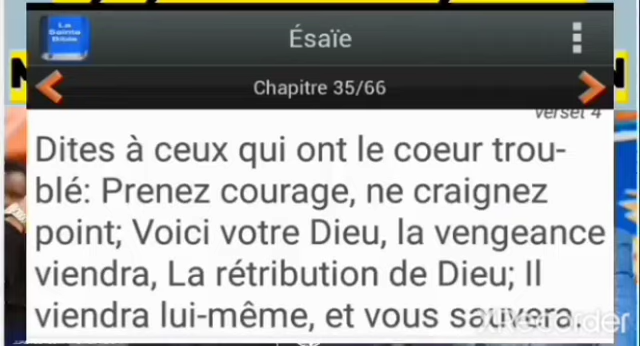 La
Sainte
Bible
Ésaïe
Chapitre 35/66
verset 4
Dites à ceux qui ont le coeur trou-
blé: Prenez courage, ne craignez
point; Voici votre Dieu, la vengeance
viendra, La rétribution de Dieu; Il
viendra lui-même, et vous sauvera.
XRecorder